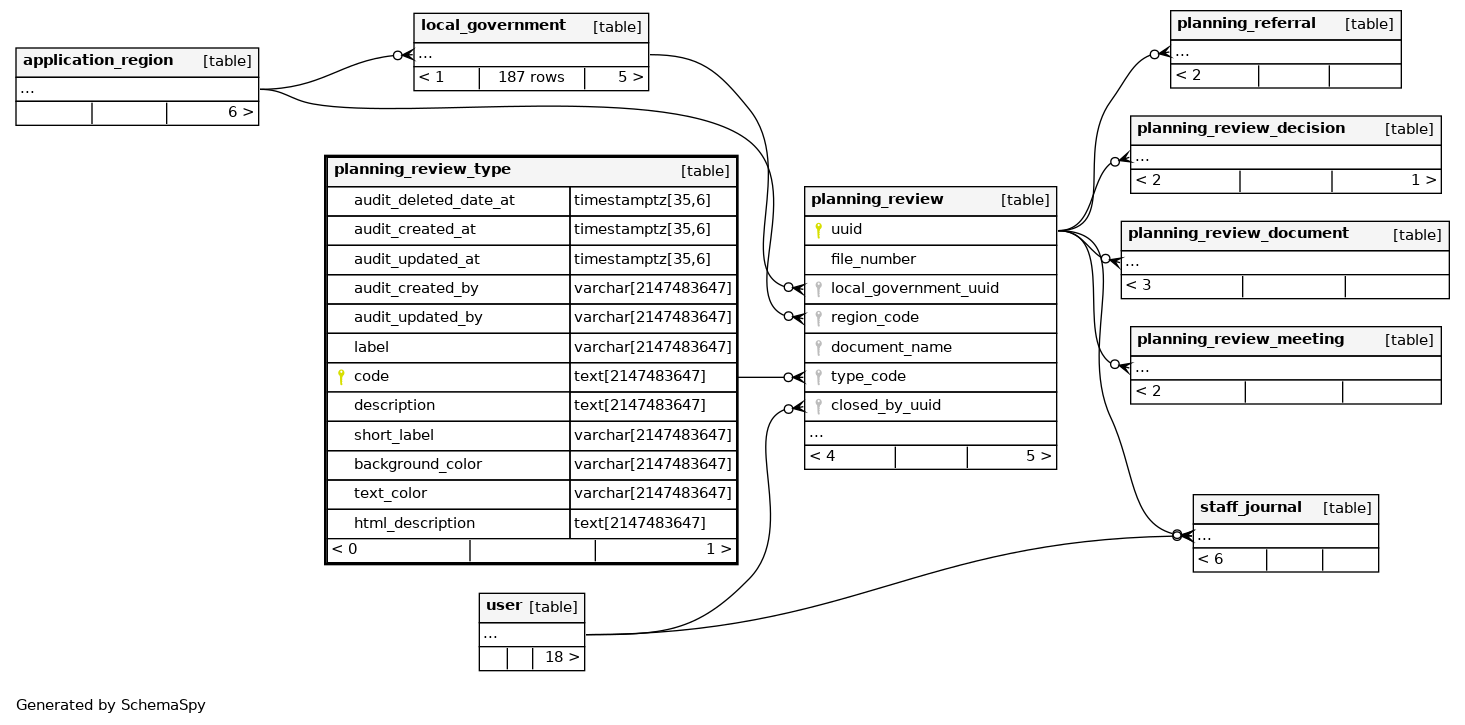 application_region [table]
...
6 >
local_government [table]
...
< 1 187 rows 5 >
planning_review_type [table]
audit_deleted_date_at timestamptz[35,6]
audit_created_at timestamptz[35,6]
audit_updated_at timestamptz[35,6]
audit_created_by varchar[2147483647]
audit_updated_by varchar[2147483647]
label varchar[2147483647]
code text[2147483647]
description text[2147483647]
short_label varchar[2147483647]
background_color varchar[2147483647]
text_color varchar[2147483647]
html_description text[2147483647]
< 0 1 >
user [table]
...
18 >
planning_review [table]
uuid
file_number
local_government_uuid
region_code
document_name
type_code
closed_by_uuid
...
< 4 5 >
planning_referral [table]
...
< 2
planning_review_decision [table]
...
< 2 1 >
planning_review_document [table]
...
< 3
planning_review_meeting [table]
...
< 2
staff_journal [table]
...
< 6
Generated by SchemaSpy